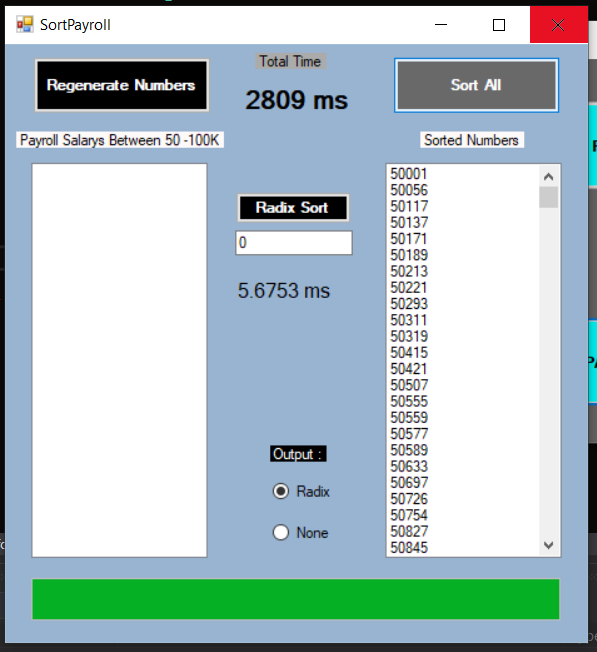 SortPayroll
Total Time
Regenerate Numbers
2809 ms
Sort All
Payroll Salarys Between 50 -100K
Sorted Numbers
Radix Sort
0
5.6753 ms
Output :
Radix
None
50001
50056
50117
50137
50171
50189
50213
50221
50293
50311
50319
50415
50421
50507
50555
50559
50577
50589
50633
50697
50726
50754
50827
50845